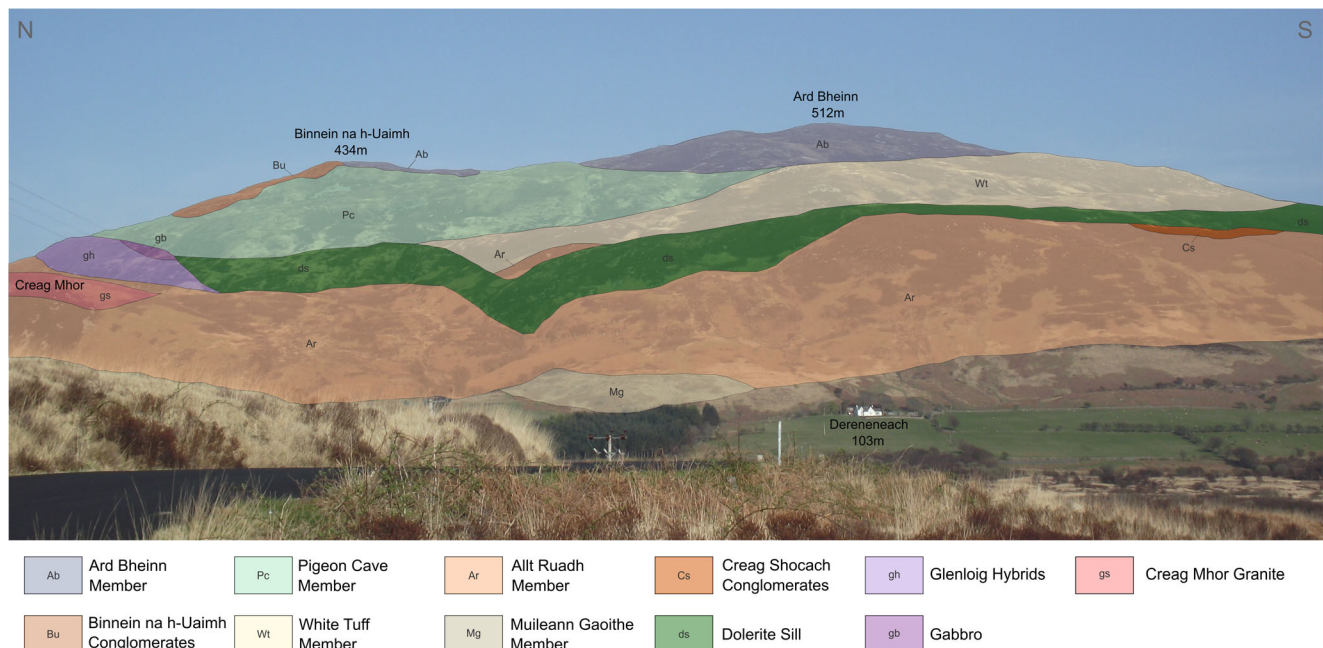 N
S
Ard Bheinn
512m
Binnein na h-Uaimh
434m
Ab
Bu
Ab
Wt
Pc
ds
gb
Cs
Ar
gh
ds
ds
Creag Mhor
gs
Ar
Ar
Mg
Dereneneach
103m
Ab
Ard Bheinn
Member
Pc
Pigeon Cave
Member
Ar
Allt Ruadh
Member
Cs
Creag Shocach
Conglomerates
gh
Glenloig Hybrids
gs
Creag Mhor Granite
Bu
Binnein na h-Uaimh
Conglomerates
Wt
White Tuff
Member
Mg
Muileann Gaoithe
Member
ds
Dolerite Sill
gb
Gabbro